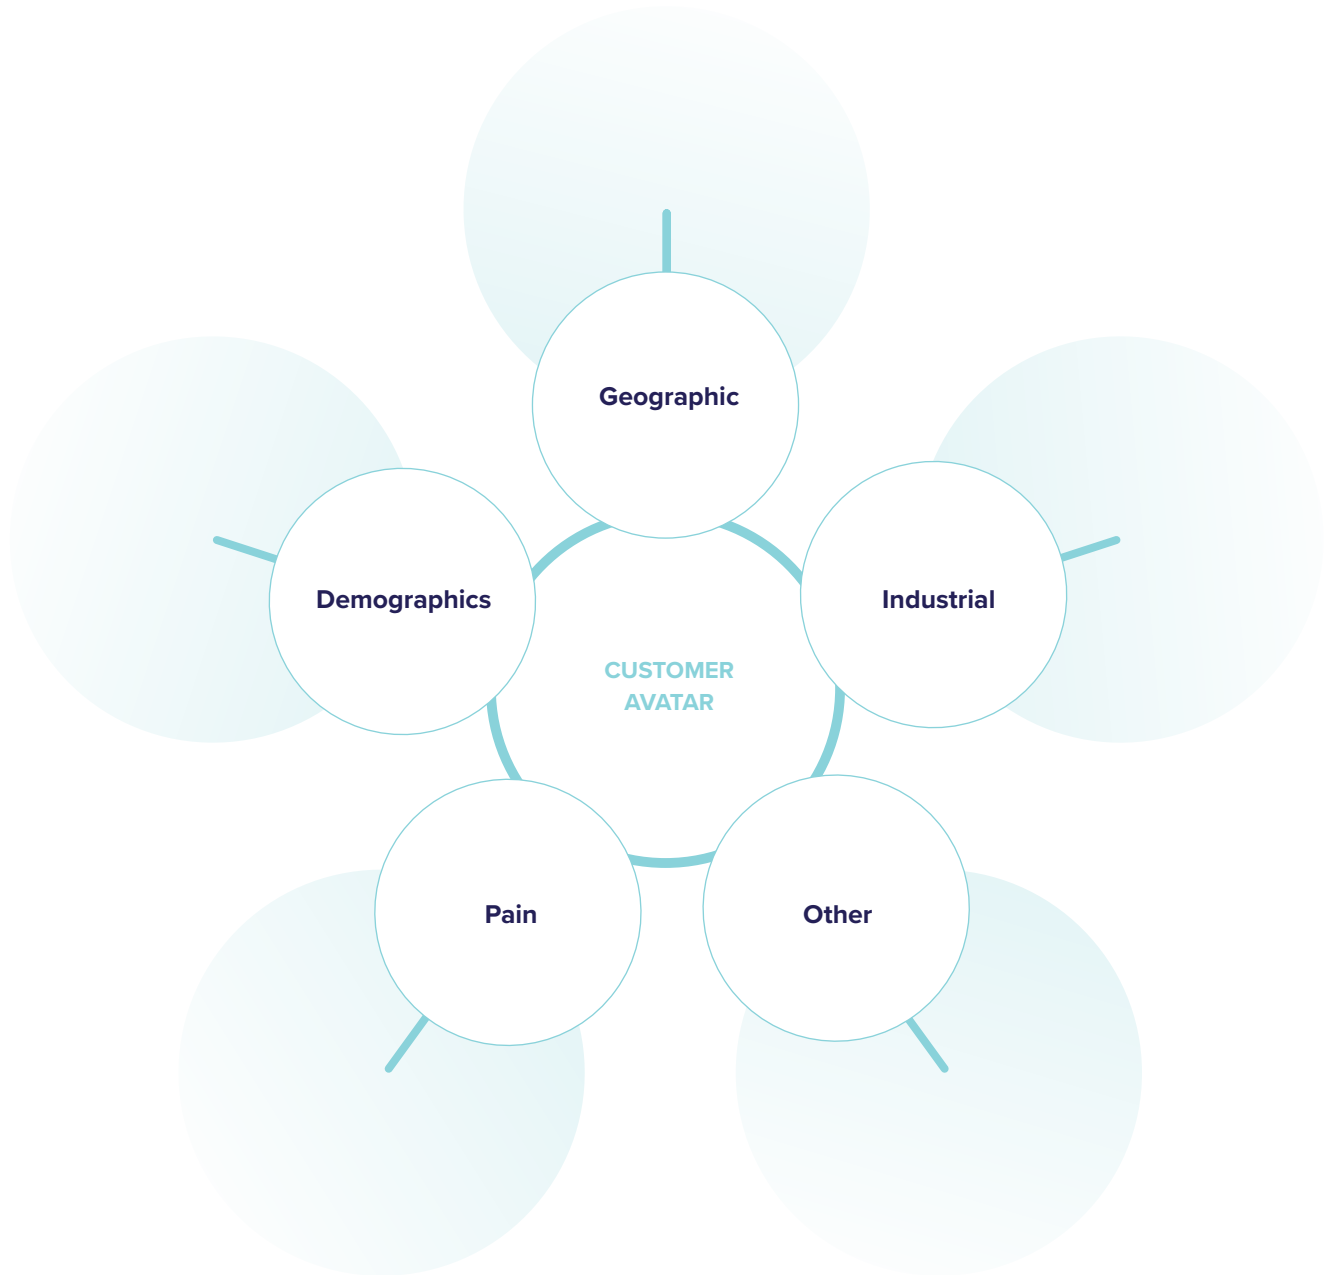 Geographic
Demographics
Industrial
CUSTOMER
AVATAR
Pain
Other